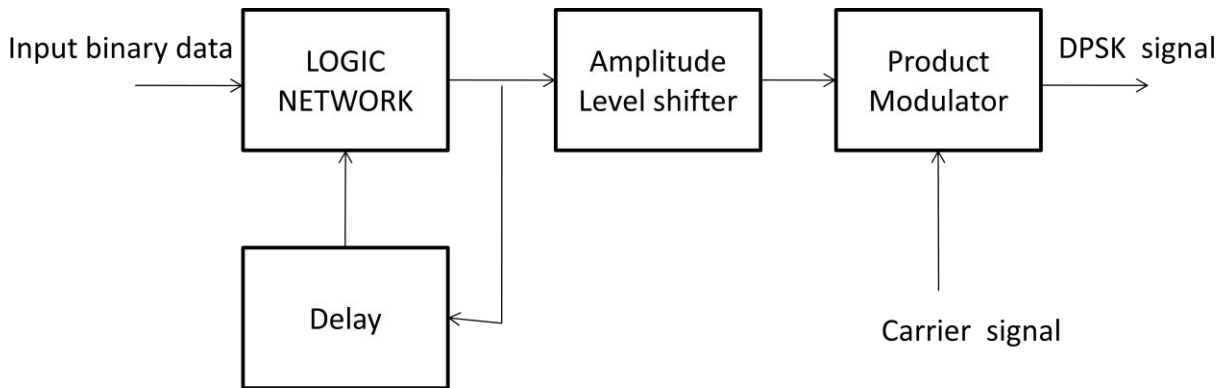 Input binary data
LOGIC
NETWORK
Amplitude
Level shifter
Product
Modulator
DPSK  signal
Delay
Carrier  signal